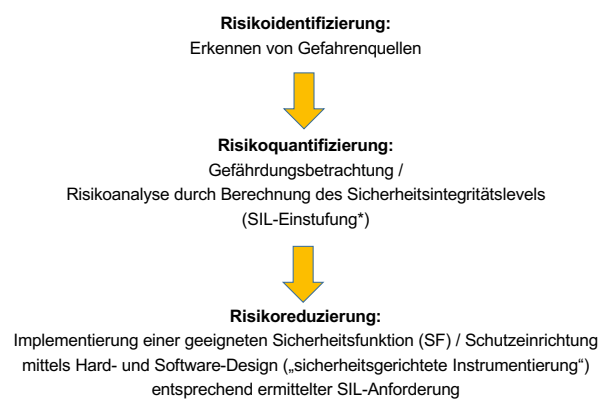 Risikoidentifizierung:
Erkennen von Gefahrenquellen
Risikoquantifizierung:
Gefährdungsbetrachtung /
Risikoanalyse durch Berechnung des Sicherheitsintegritätslevels
(SIL-Einstufung*)
Risikoreduzierung:
Implementierung einer geeigneten Sicherheitsfunktion (SF) / Schutzeinrichtung
mittels Hard- und Software-Design („sicherheitsgerichtete Instrumentierung“)
entsprechend ermittelter SIL-Anforderung